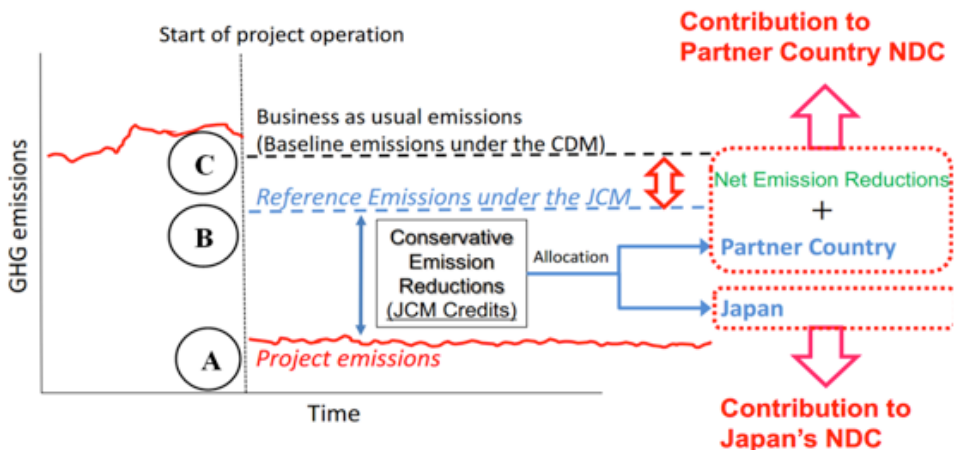 Contribution to
Partner Country NDC
Start of project operation
Business as usual emissions
(Baseline emissions under the CDM)
C
Net Emission Reductions
Reference Emissions under the JCM
+
B
Conservative
Emission
Reductions
(JCM Credits)
Allocation
Partner Country
Japan
GHG emissions
A
Project emissions
Time
Contribution to
Japan's NDC